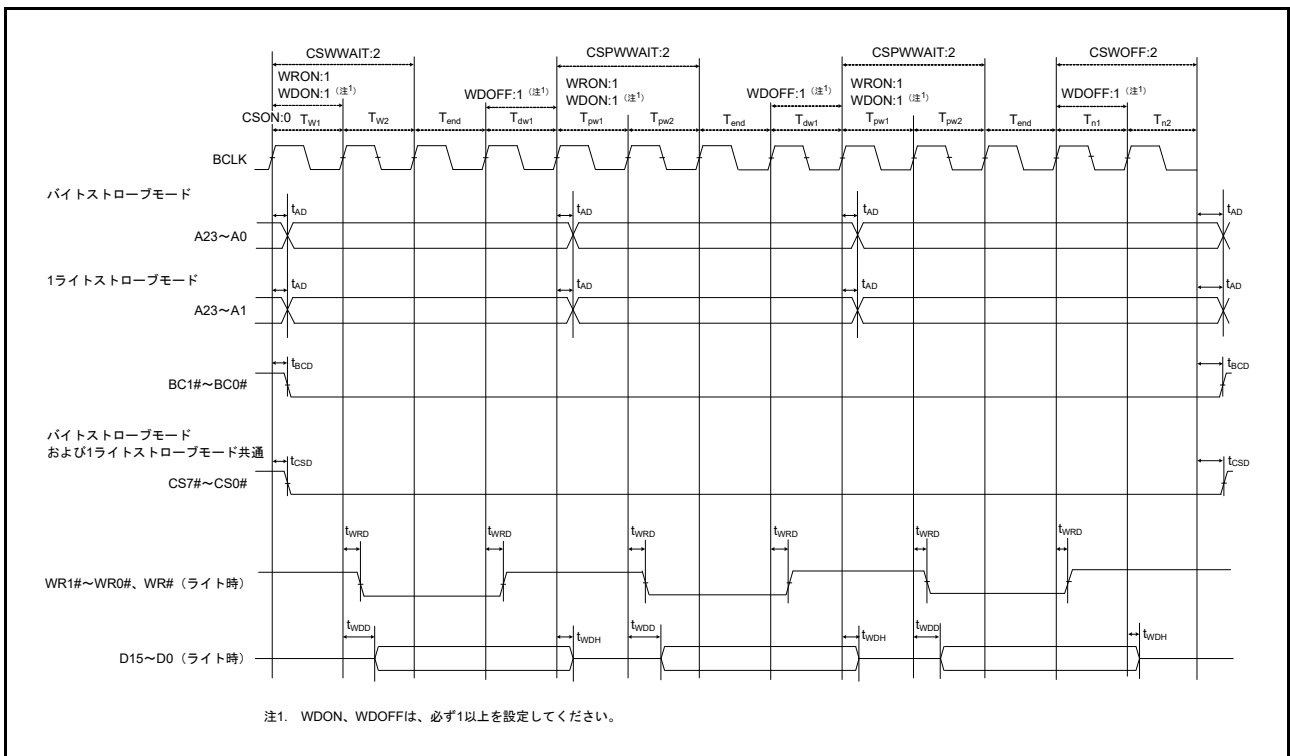 CSWWAIT:2 CSPWWAIT:2 CSPWWAIT:2 CSWOFF:2
WRON:1 WRON:1 WRON:1
WDON:1 (注1) WDOFF:1 (注1) WDON:1 (注1) WDOFF:1 (注1) WDON:1 (注1) WDOFF:1 (注1)
CSON:0 TW1 TW2 Tend Tdw1 Tpw1 Tpw2 Tend Tdw1 Tpw1 Tpw2 Tend Tn1 Tn2
BCLK
バイトストローブモード
tAD tAD tAD tAD
A23～A0
1ライトストローブモード
tAD tAD tAD tAD
A23～A1
tBCD tBCD
BC1#～BC0#
バイトストローブモード
および1ライトストローブモード共通
tCSD tCSD
CS7#～CS0#
tWRD tWRD tWRD tWRD tWRD tWRD
WR1#～WR0#、WR#（ライト時）
tWDD tWDH tWDD tWDH tWDD tWDH
D15～D0（ライト時）
注1. WDON、WDOFFは、必ず1以上を設定してください。